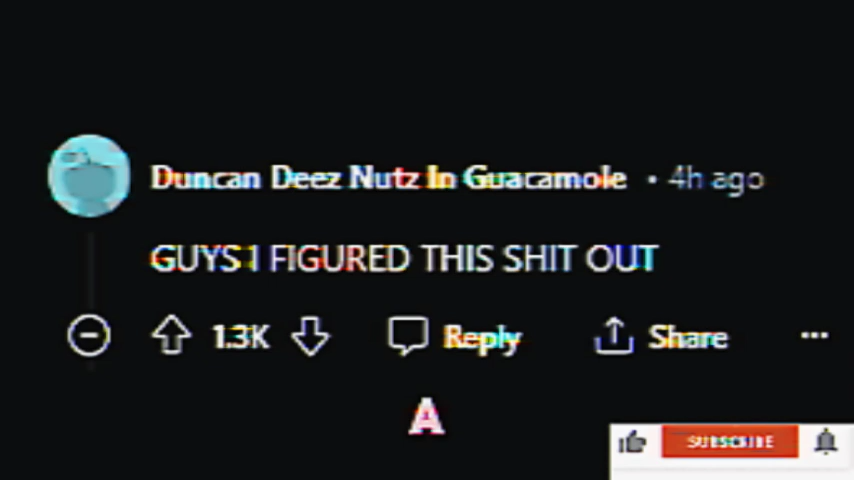 Duncan Deez Nutz In Guacamole • 4h ago
GUYS I FIGURED THIS SHIT OUT
1.3K Reply Share ...
A
SUBSCRIBE